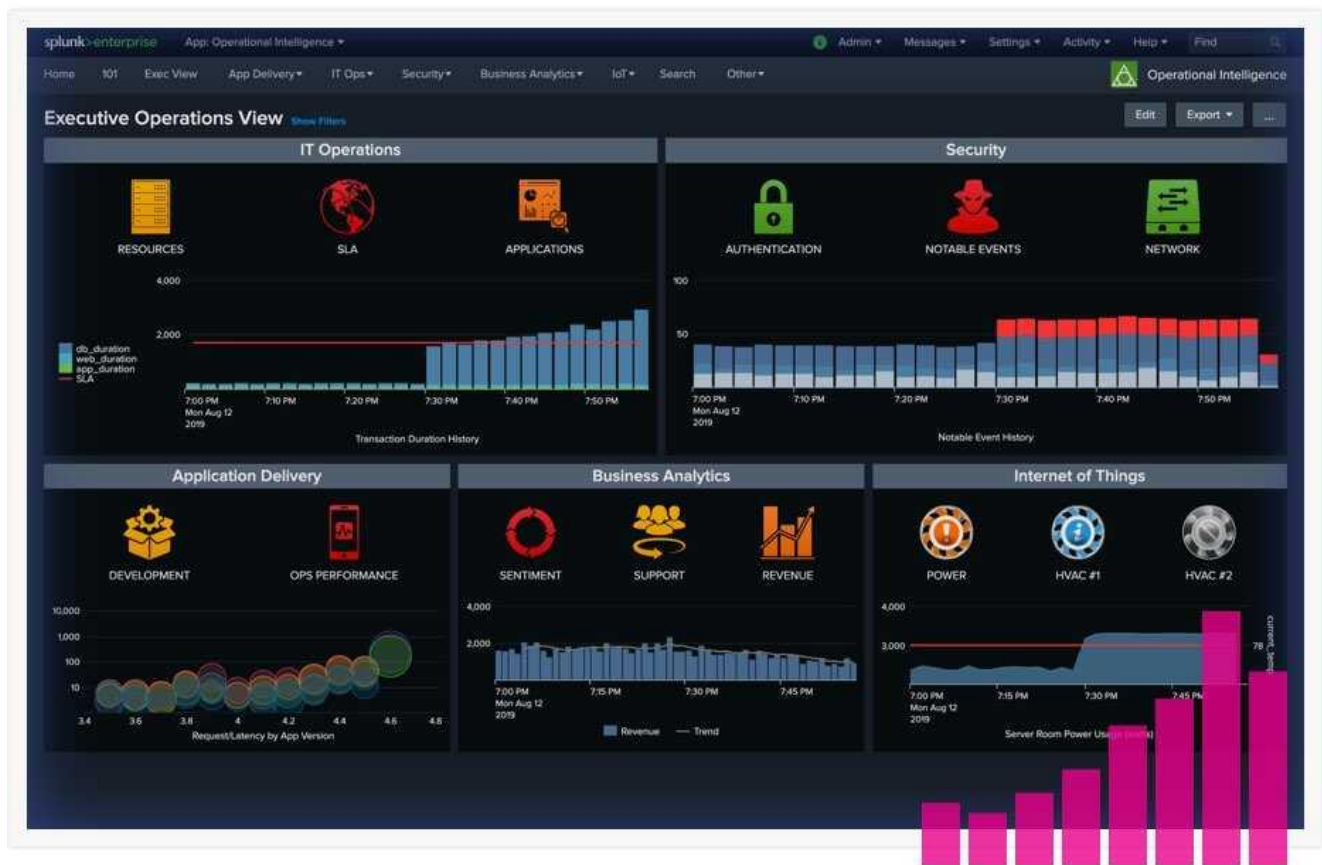 splunk>enterprise App: Operational Intelligence Admin Messages Settings Activity Help Find
Home 101 Exec View App Delivery IT Ops Security Business Analytics IoT Search Other Operational Intelligence
Executive Operations View Show Filters Edit Export ...
IT Operations
RESOURCES SLA APPLICATIONS
4,000
2,000
db_duration
web_duration
app_duration
SLA
7:00 PM 7:10 PM 7:20 PM 7:30 PM 7:40 PM 7:50 PM
Mon Aug 12
2019
Transaction Duration History
Security
AUTHENTICATION NOTABLE EVENTS NETWORK
100
50
7:00 PM 7:10 PM 7:20 PM 7:30 PM 7:40 PM 7:50 PM
Mon Aug 12
2019
Notable Event History
Application Delivery
DEVELOPMENT OPS PERFORMANCE
10,000
1,000
100
10
3.4 3.6 3.8 4 4.2 4.4 4.6 4.8
Request/Latency by App Version
Business Analytics
SENTIMENT SUPPORT REVENUE
4,000
2,000
7:00 PM 7:15 PM 7:30 PM 7:45 PM
Mon Aug 12
2019
Revenue Trend
Internet of Things
POWER HVAC #1 HVAC #2
4,000
3,000
78
7:00 PM 7:15 PM 7:30 PM 7:45 PM
Mon Aug 12
2019
Server Room Power Usage